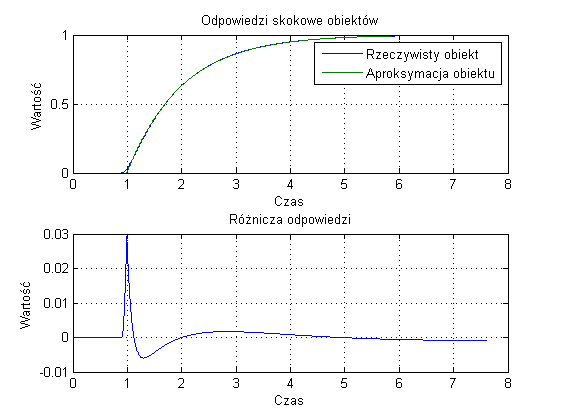 Odpowiedzi skokowe obiektów
1
0.5
0
Wartość
Rzeczywisty obiekt
Aproksymacja obiektu
0 1 2 3 4 5 6 7 8
Czas
Różnicza odpowiedzi
0.03
0.02
0.01
0
-0.01
Wartość
0 1 2 3 4 5 6 7 8
Czas